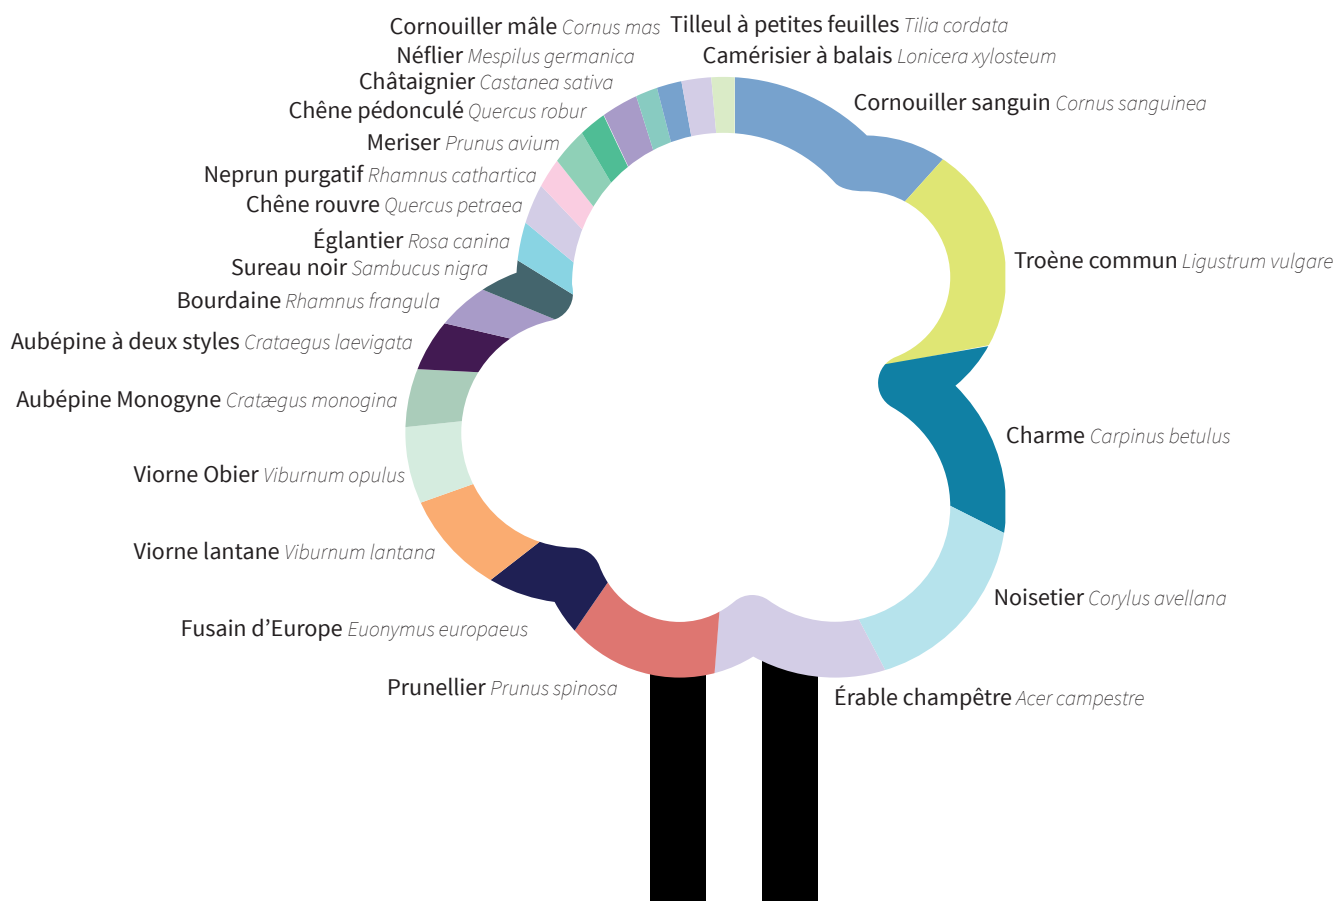 Cornouiller mâle Cornus mas
Tilleul à petites feuilles Tilia cordata
Néflier Mespilus germanica
Camérisier à balais Lonicera xylosteum
Châtaignier Castanea sativa
Cornouiller sanguin Cornus sanguinea
Chêne pédonculé Quercus robur
Meriser Prunus avium
Neprun purgatif Rhamnus cathartica
Chêne rouvre Quercus petraea
Églantier Rosa canina
Troène commun Ligustrum vulgare
Sureau noir Sambucus nigra
Bourdaine Rhamnus frangula
Aubépine à deux styles Crataegus laevigata
Aubépine Monogyne Cratægus monogina
Charme Carpinus betulus
Viorne Obier Viburnum opulus
Viorne lantane Viburnum lantana
Noisetier Corylus avellana
Fusain d’Europe Euonymus europaeus
Prunellier Prunus spinosa
Érable champêtre Acer campestre